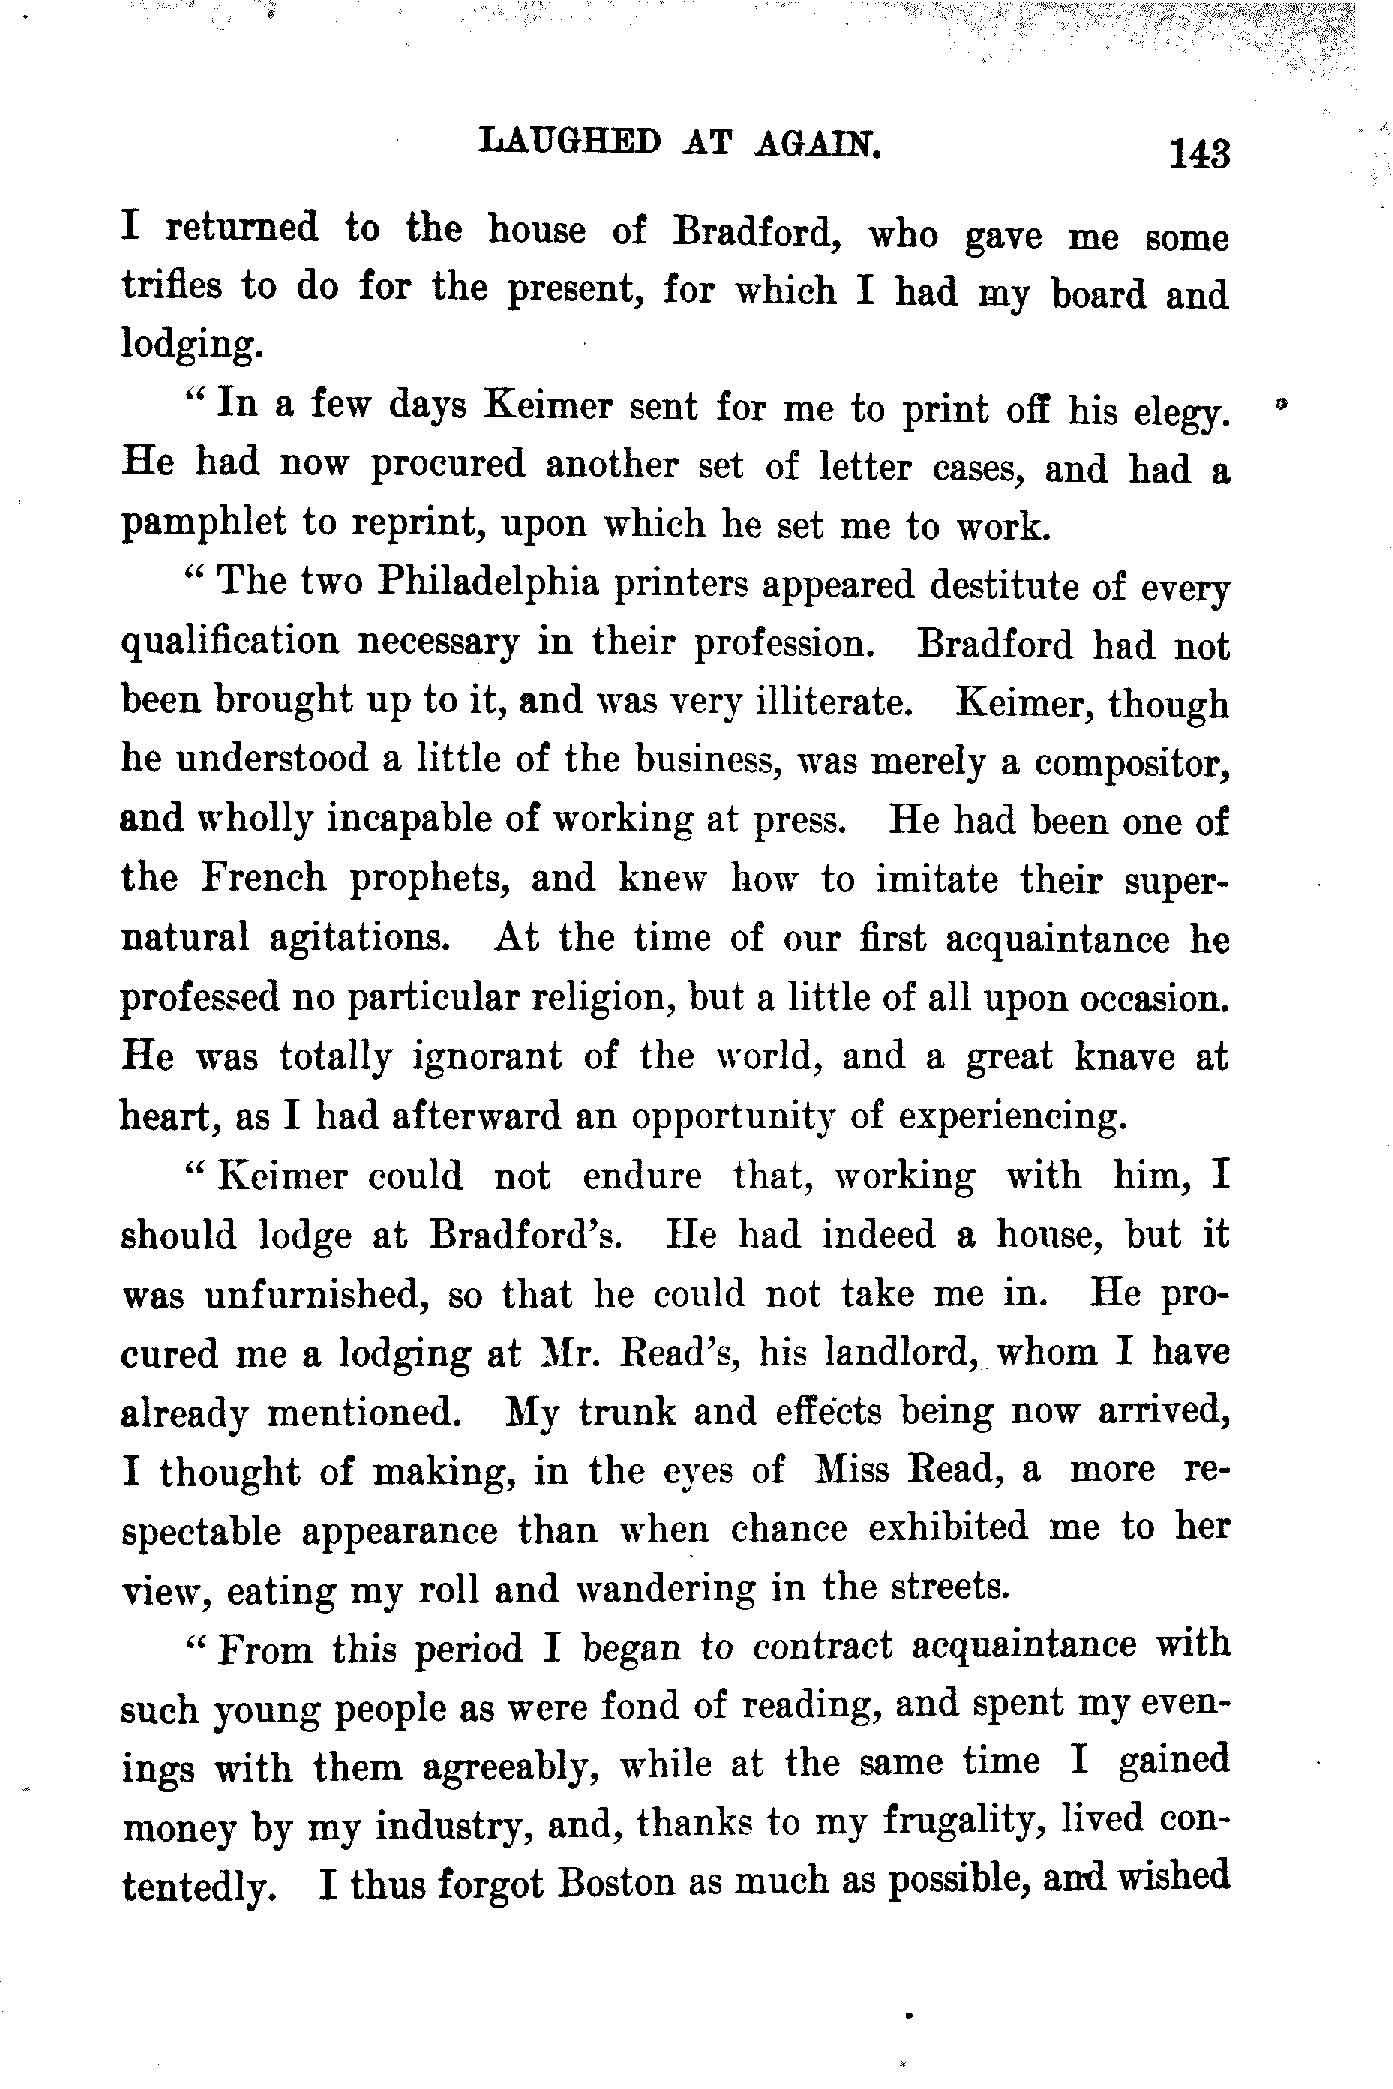 LAUGHED AT AGAIN. 143
I returned to the house of Bradford, who gave me some
trifles to do for the present, for which I had my board and
lodging.
“ In a few days Keimer sent for me to print off his elegy.
He had now procured another set of letter cases, and had a
pamphlet to reprint, upon which he set me to work.
“ The two Philadelphia printers appeared destitute of every
qualification necessary in their profession. Bradford had not
been brought up to it, and was very illiterate. Keimer, though
he understood a little of the business, was merely a compositor,
and wholly incapable of working at press. He had been one of
the French prophets, and knew how to imitate their super-
natural agitations. At the time of our first acquaintance he
professed no particular religion, but a little of all upon occasion.
He was totally ignorant of the world, and a great knave at
heart, as I had afterward an opportunity of experiencing.
“ Keimer could not endure that, working with him, I
should lodge at Bradford’s. He had indeed a house, but it
was unfurnished, so that he could not take me in. He pro-
cured me a lodging at Mr. Read’s, his landlord, whom I have
already mentioned. My trunk and effects being now arrived,
I thought of making, in the eyes of Miss Read, a more re-
spectable appearance than when chance exhibited me to her
view, eating my roll and wandering in the streets.
“ From this period I began to contract acquaintance with
such young people as were fond of reading, and spent my even-
ings with them agreeably, while at the same time I gained
money by my industry, and, thanks to my frugality, lived con-
tentedly. I thus forgot Boston as much as possible, and wished